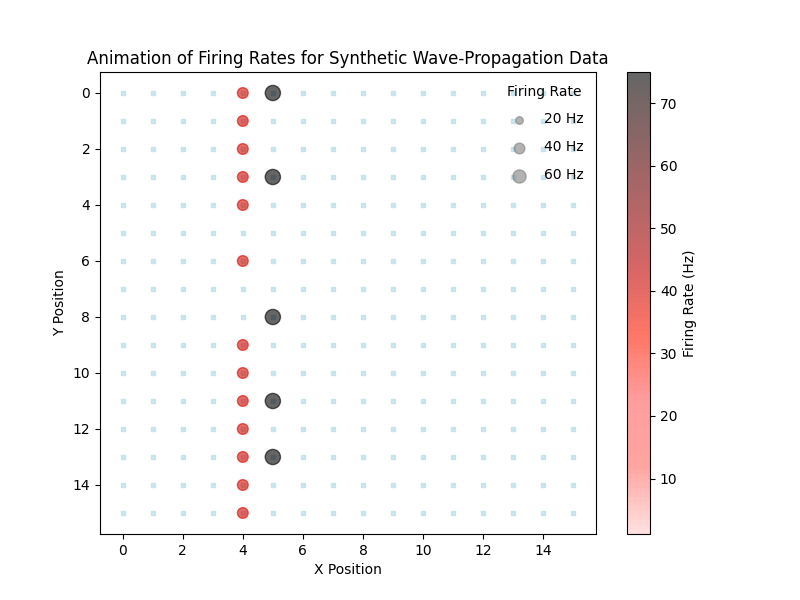 Animation of Firing Rates for Synthetic Wave-Propagation Data
Firing Rate
20 Hz
40 Hz
60 Hz
0
2
4
6
8
10
12
14
Y Position
0 2 4 6 8 10 12 14
X Position
70
60
50
40
30
20
10
Firing Rate (Hz)